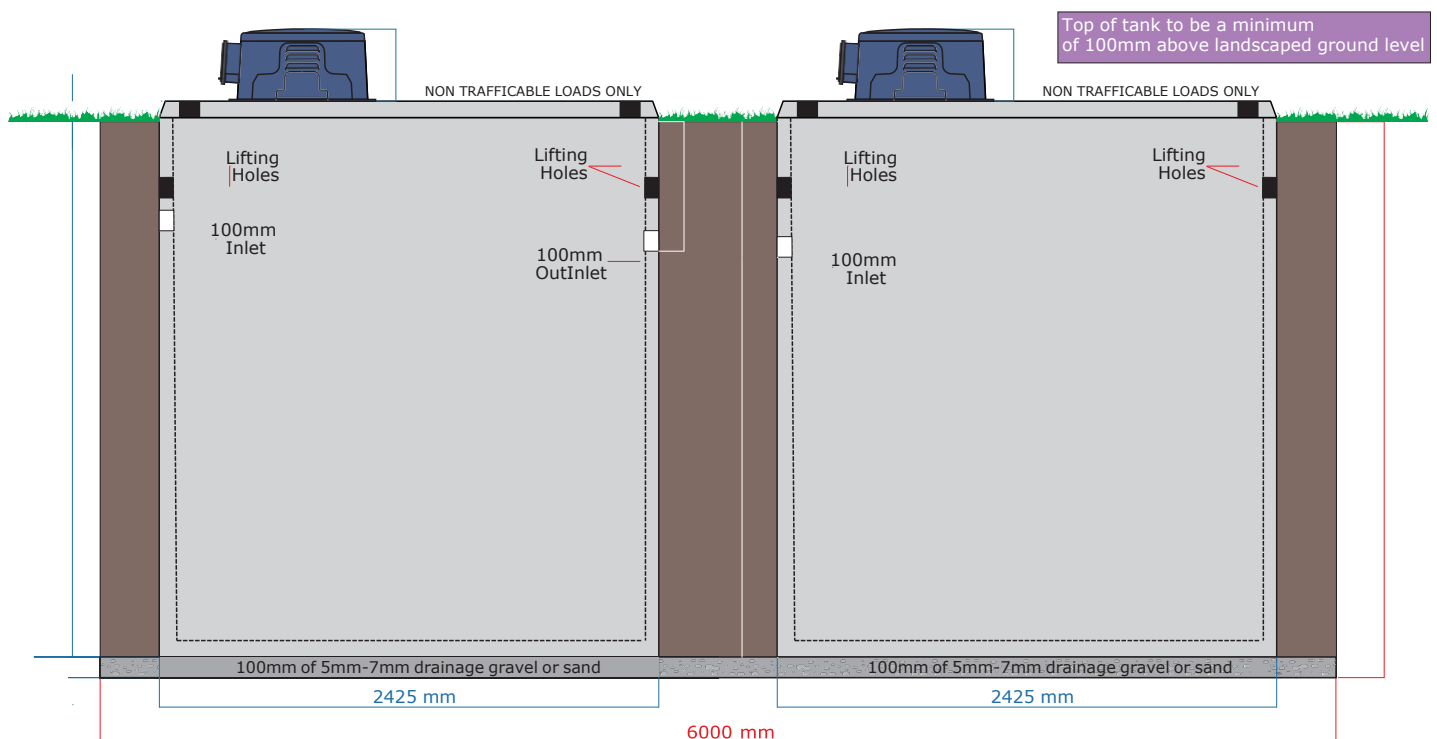 Top of tank to be a minimum
of 100mm above landscaped ground level
NON TRAFFICABLE LOADS ONLY
NON TRAFFICABLE LOADS ONLY
Lifting
Holes
Lifting
Holes
Lifting
Holes
Lifting
Holes
100mm
Inlet
100mm
OutInlet
100mm
Inlet
100mm of 5mm-7mm drainage gravel or sand
100mm of 5mm-7mm drainage gravel or sand
2425 mm
2425 mm
6000 mm